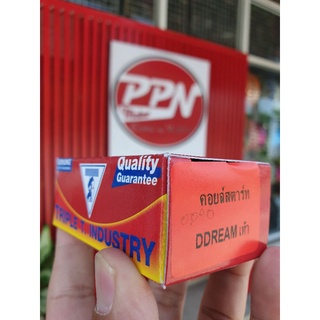 PPN
Quality
Guarantee
TRIPLE T. INDUSTRY
คอยล์สตาร์ท
DDREAM เก่า